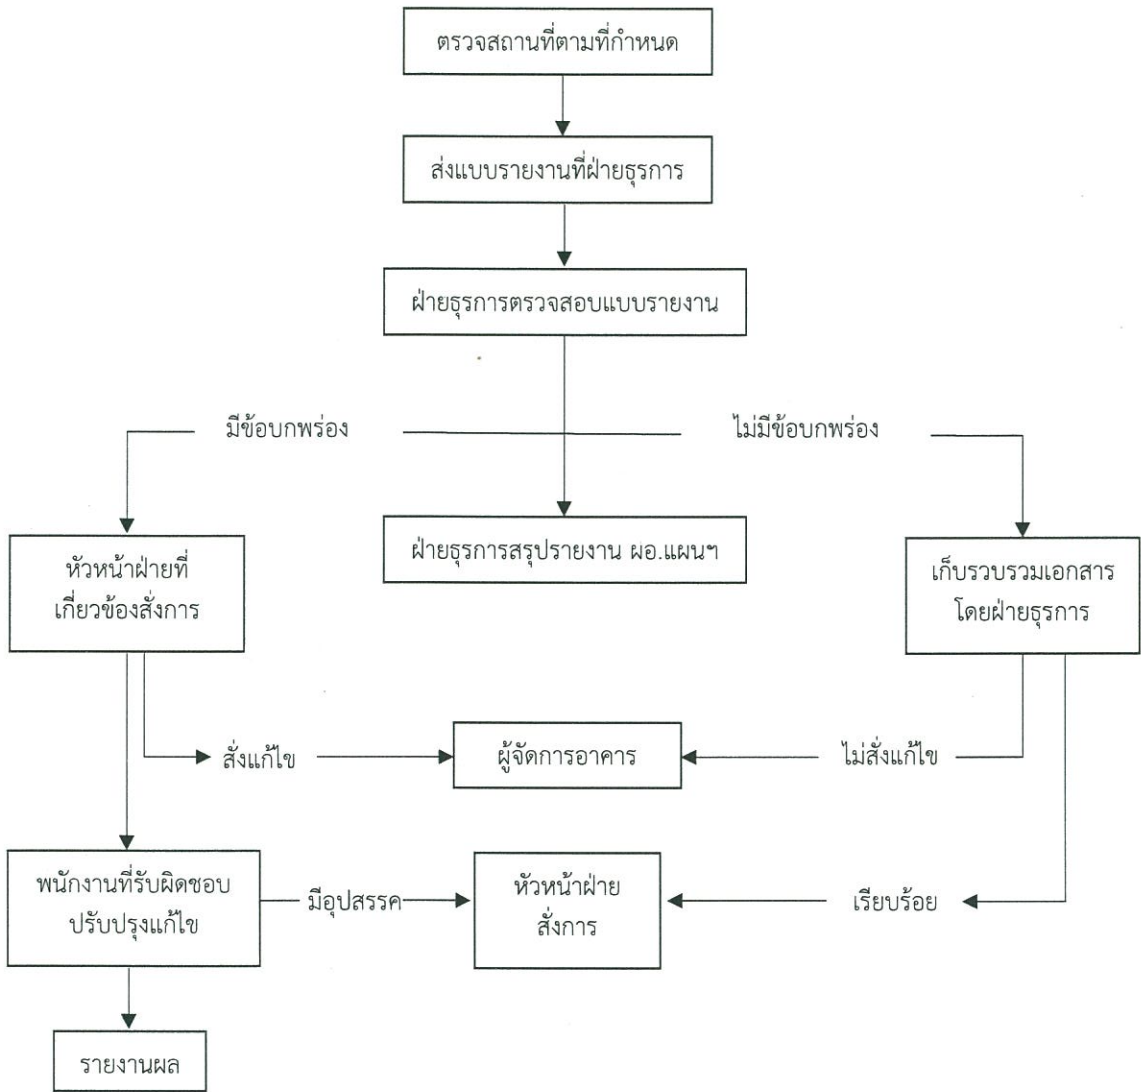 ตรวจสถานที่ตามที่กำหนด
ส่งแบบรายงานที่ฝ่ายธุรการ
ฝ่ายธุรการตรวจสอบแบบรายงาน
มีข้อบกพร่อง
ไม่มีข้อบกพร่อง
หัวหน้าฝ่ายที่
เกี่ยวข้องสั่งการ
ฝ่ายธุรการสรุปรายงาน ผอ.แผนฯ
เก็บรวบรวมเอกสาร
โดยฝ่ายธุรการ
สั่งแก้ไข
ผู้จัดการอาคาร
ไม่สั่งแก้ไข
พนักงานที่รับผิดชอบ
ปรับปรุงแก้ไข
มีอุปสรรค
หัวหน้าฝ่าย
สั่งการ
เรียบร้อย
รายงานผล